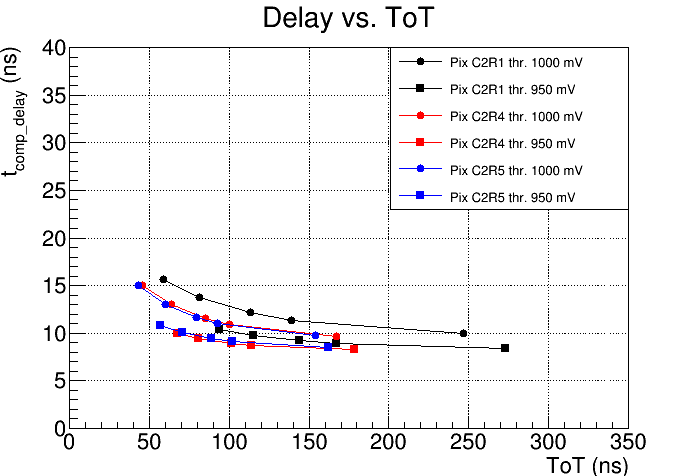 Delay vs. ToT
t_comp_delay (ns)
40
35
30
25
20
15
10
5
0
Pix C2R1 thr. 1000 mV
Pix C2R1 thr. 950 mV
Pix C2R4 thr. 1000 mV
Pix C2R4 thr. 950 mV
Pix C2R5 thr. 1000 mV
Pix C2R5 thr. 950 mV
0 50 100 150 200 250 300 350
ToT (ns)